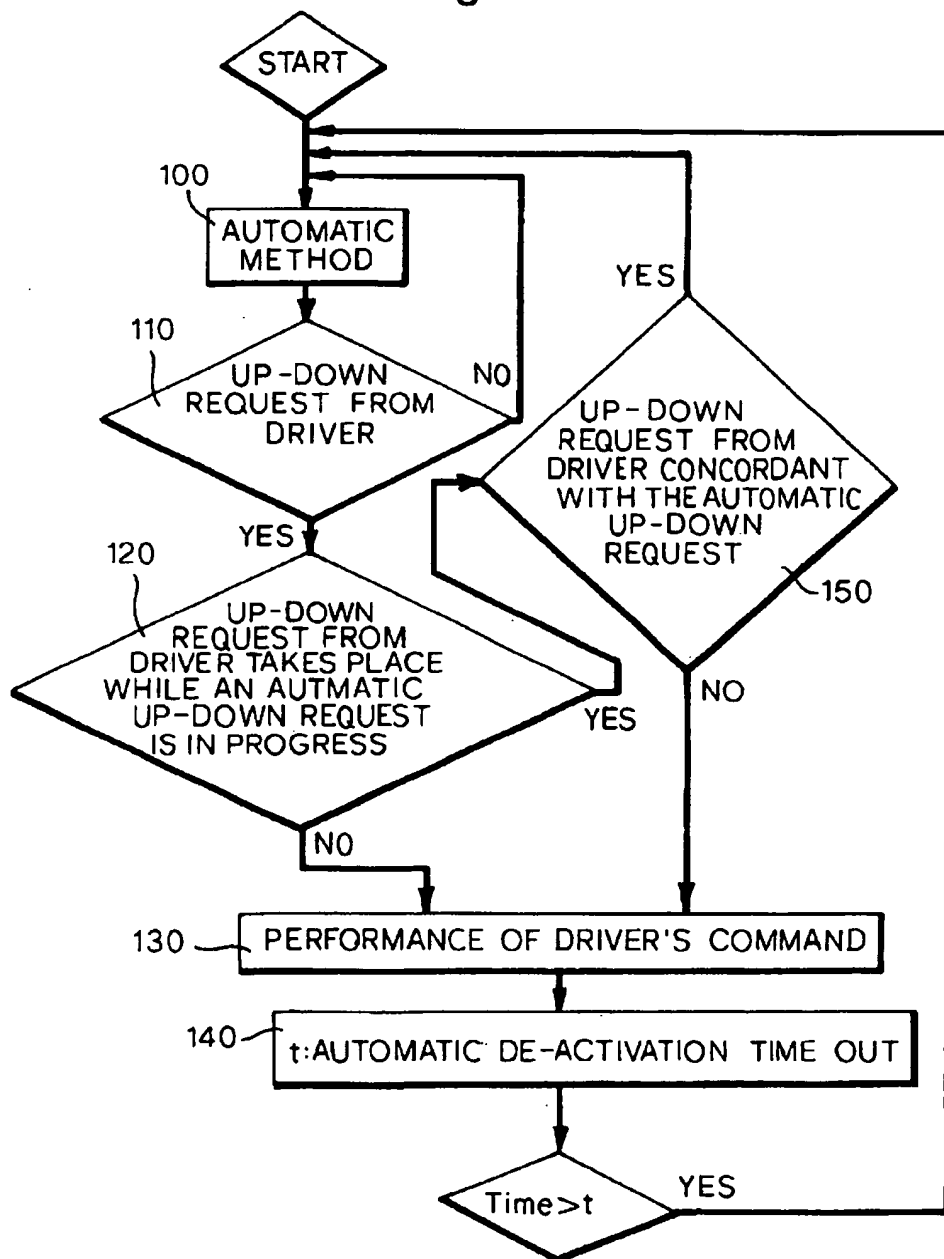 START
100
AUTOMATIC
METHOD
110
UP-DOWN
REQUEST FROM
DRIVER
NO
YES
120
UP-DOWN
REQUEST FROM
DRIVER TAKES PLACE
WHILE AN AUTMATIC
UP-DOWN REQUEST
IS IN PROGRESS
YES
NO
YES
UP-DOWN
REQUEST FROM
DRIVER CONCORDANT
WITH THE AUTOMATIC
UP-DOWN
REQUEST
150
NO
130
PERFORMANCE OF DRIVER'S COMMAND
140
t:AUTOMATIC DE-ACTIVATION TIME OUT
Time>t
YES